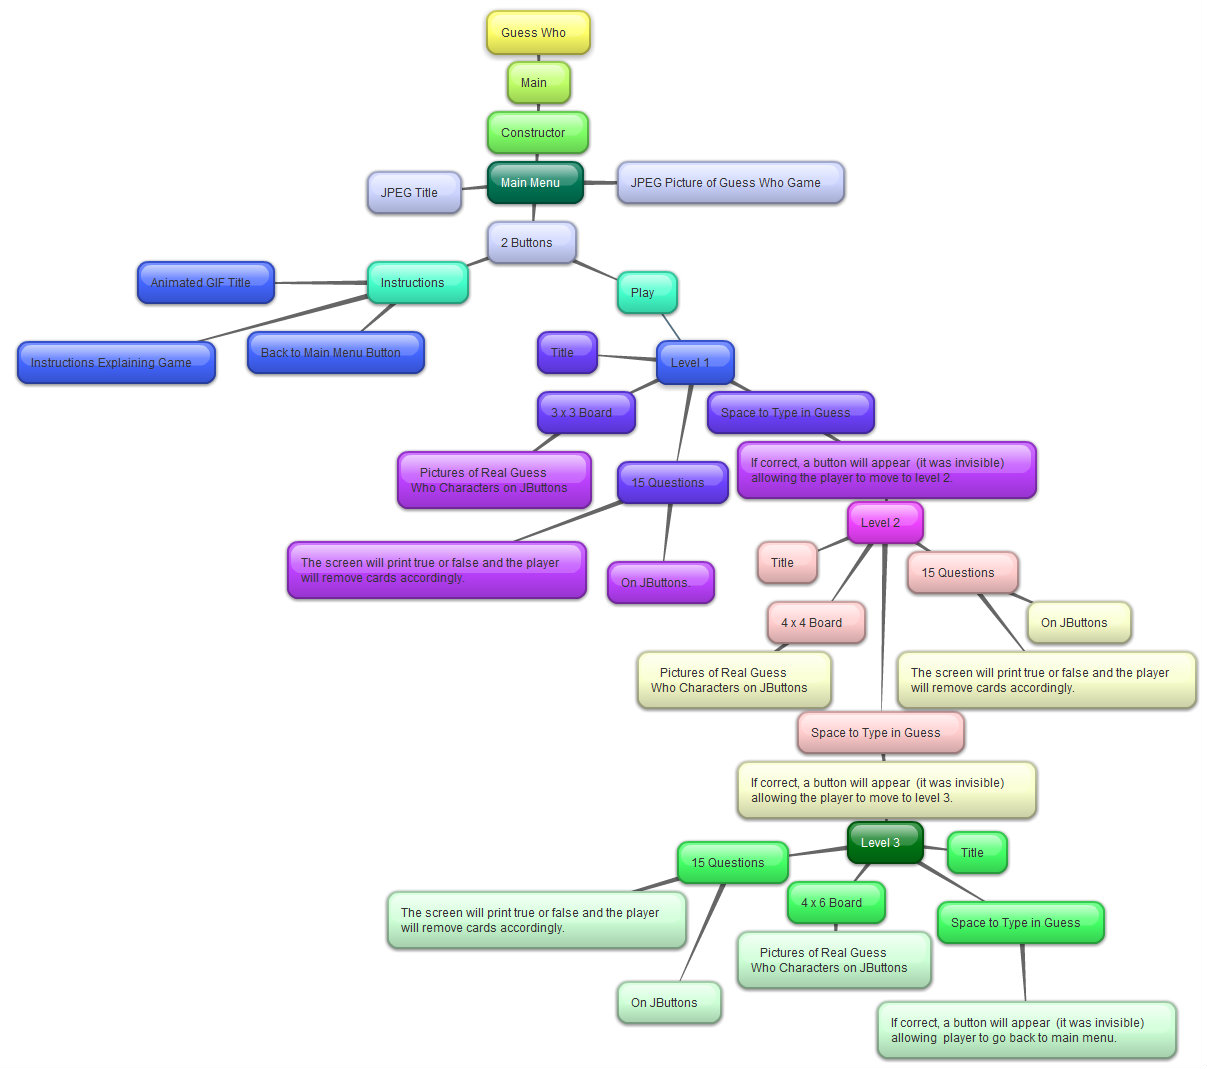 Guess Who
Main
Constructor
JPEG Title
Main Menu
JPEG Picture of Guess Who Game
2 Buttons
Animated GIF Title
Instructions
Play
Instructions Explaining Game
Back to Main Menu Button
Title
Level 1
3 x 3 Board
Space to Type in Guess
Pictures of Real Guess
Who Characters on JButtons
15 Questions
If correct, a button will appear (it was invisible)
allowing the player to move to level 2.
The screen will print true or false and the player
will remove cards accordingly.
On JButtons.
Level 2
Title
15 Questions
4 x 4 Board
On JButtons
Pictures of Real Guess
Who Characters on JButtons
The screen will print true or false and the player
will remove cards accordingly.
Space to Type in Guess
If correct, a button will appear (it was invisible)
allowing the player to move to level 3.
Level 3
Title
15 Questions
4 x 6 Board
The screen will print true or false and the player
will remove cards accordingly.
Space to Type in Guess
Pictures of Real Guess
Who Characters on JButtons
On JButtons
If correct, a button will appear (it was invisible)
allowing player to go back to main menu.